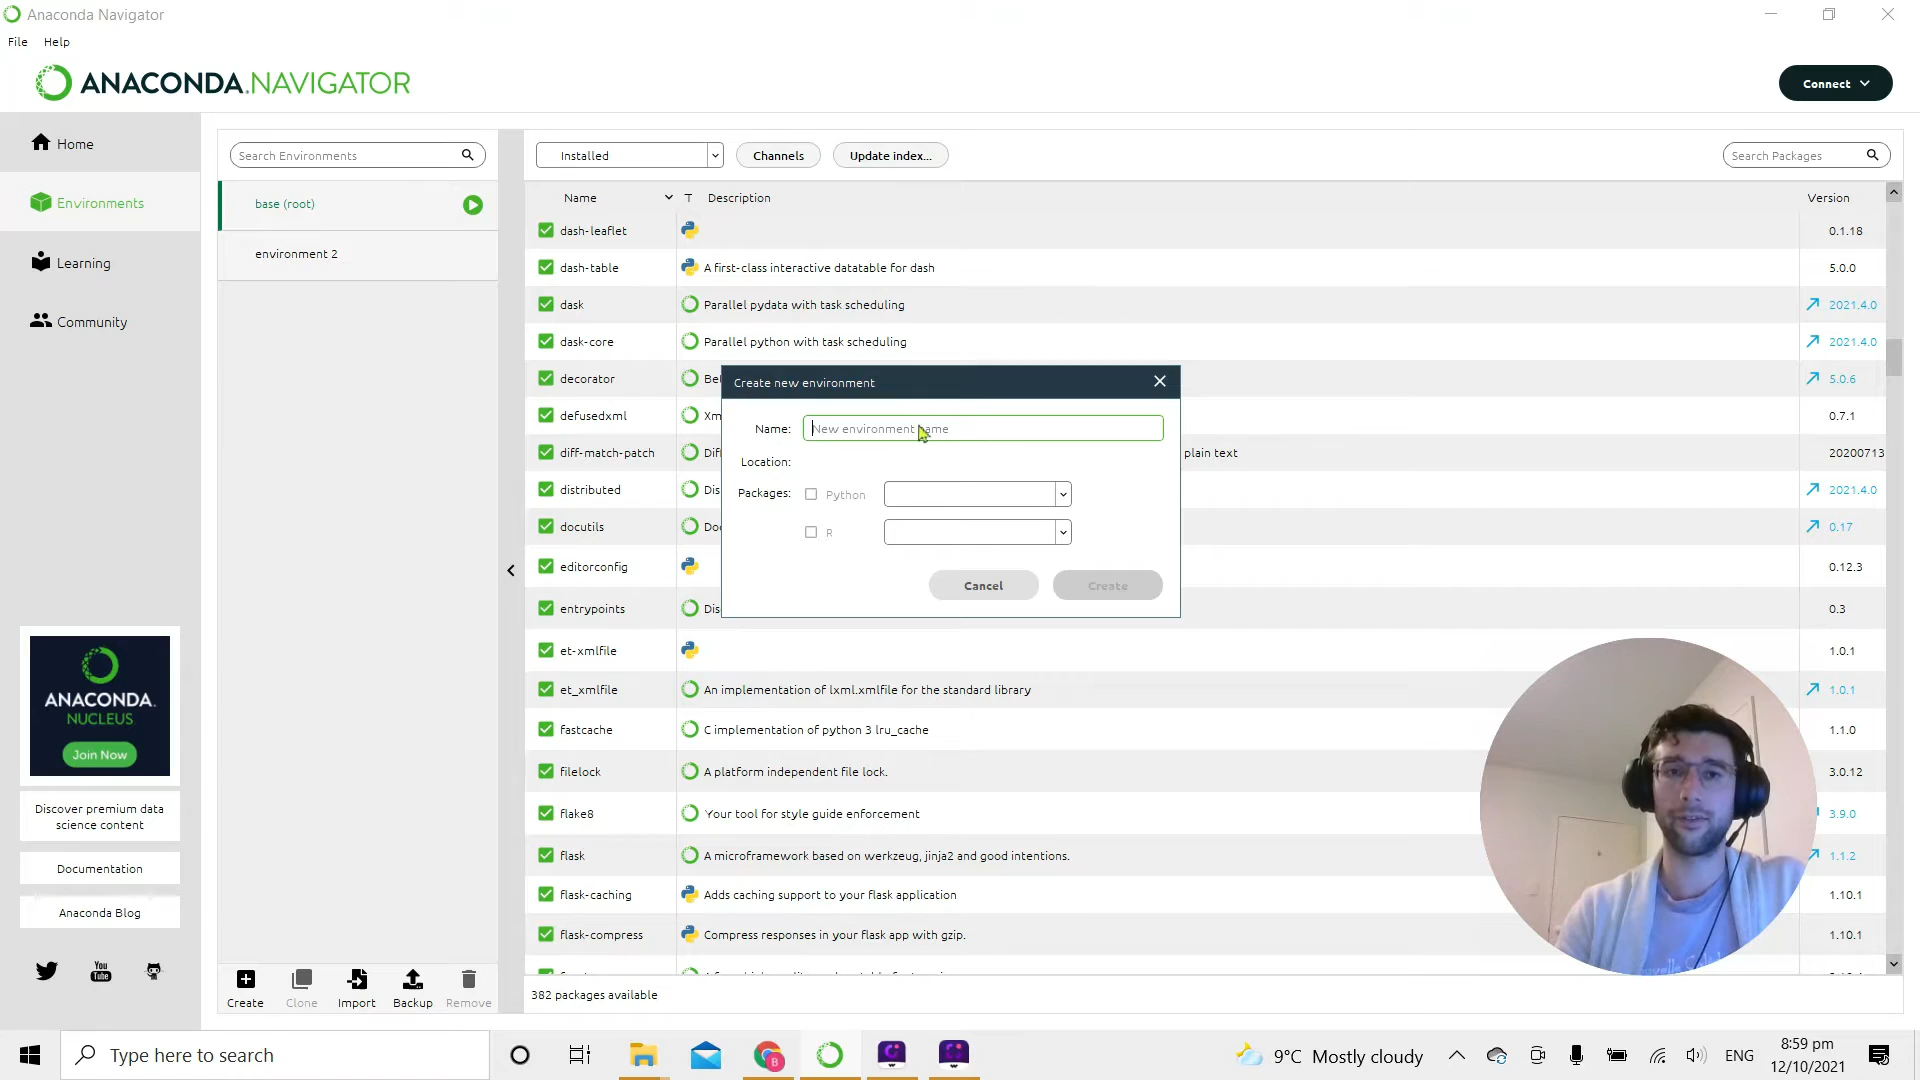 Anaconda Navigator
File Help
ANACONDA.NAVIGATOR
Connect
Home
Environments
Learning
Community
ANACONDA.
NUCLEUS
Join Now
Discover premium data
science content
Documentation
Anaconda Blog
You
Tube
Search Environments
base (root)
environment 2
Create Clone Import Backup Remove
Installed Channels Update index... Search Packages
Name T Description Version
dash-leaflet 0.1.18
dash-table A first-class interactive datatable for dash 5.0.0
dask Parallel pydata with task scheduling 2021.4.0
dask-core Parallel python with task scheduling 2021.4.0
decorator 5.0.6
defusedxml 0.7.1
diff-match-patch plain text 20200713
distributed 2021.4.0
docutils 0.17
editorconfig 0.12.3
entrypoints 0.3
et-xmlfile 1.0.1
et_xmlfile An implementation of lxml.xmlfile for the standard library 1.0.1
fastcache C implementation of python 3 lru_cache 1.1.0
filelock A platform independent file lock. 3.0.12
flake8 Your tool for style guide enforcement 3.9.0
flask A microframework based on werkzeug, jinja2 and good intentions. 1.1.2
flask-caching Adds caching support to your flask application 1.10.1
flask-compress Compress responses in your flask app with gzip. 1.10.1
382 packages available
Create new environment
Name: New environment name
Location:
Packages: Python
R
Cancel Create
Type here to search
9°C Mostly cloudy
ENG
8:59 pm
12/10/2021